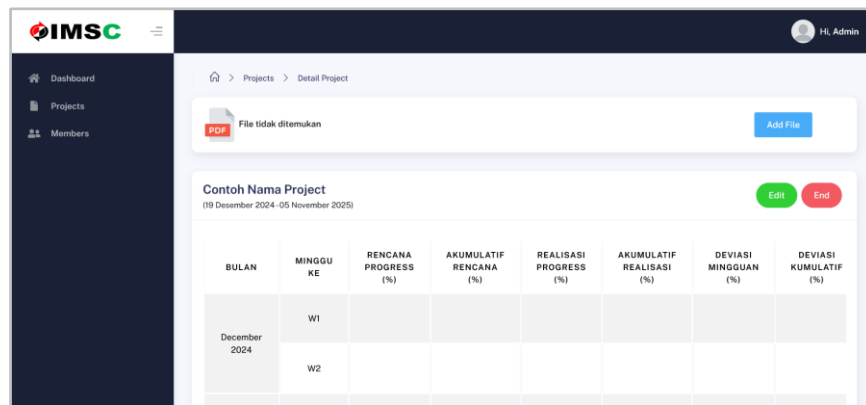 IMSC
Hi, Admin
Dashboard
Projects
Members
Projects > Detail Project
PDF
File tidak ditemukan
Add File
Contoh Nama Project
(19 Desember 2024 - 05 November 2025)
Edit
End
BULAN
MINGGU
KE
RENCANA
PROGRESS
(%)
AKUMULATIF
RENCANA
(%)
REALISASI
PROGRESS
(%)
AKUMULATIF
REALISASI
(%)
DEVIASI
MINGGUAN
(%)
DEVIASI
KUMULATIF
(%)
December
2024
W1
W2